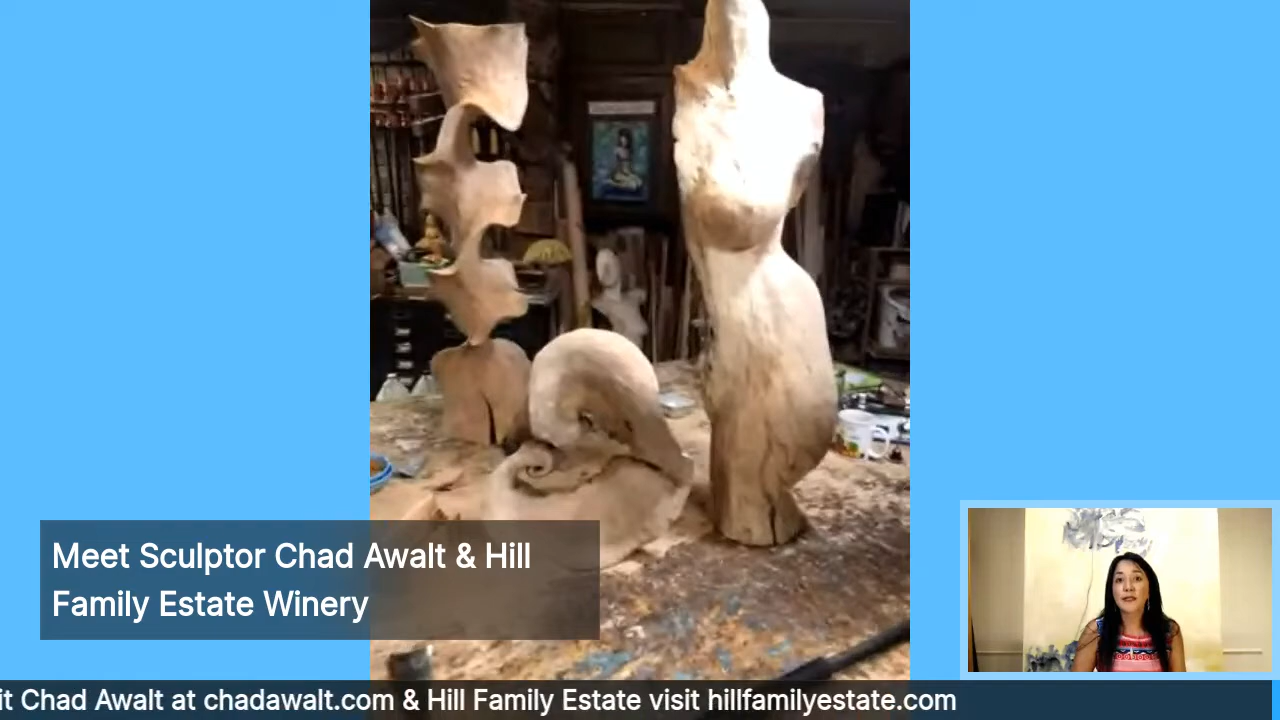 Meet Sculptor Chad Awalt & Hill
Family Estate Winery
it Chad Awalt at chadawalt.com & Hill Family Estate visit hillfamilyestate.com